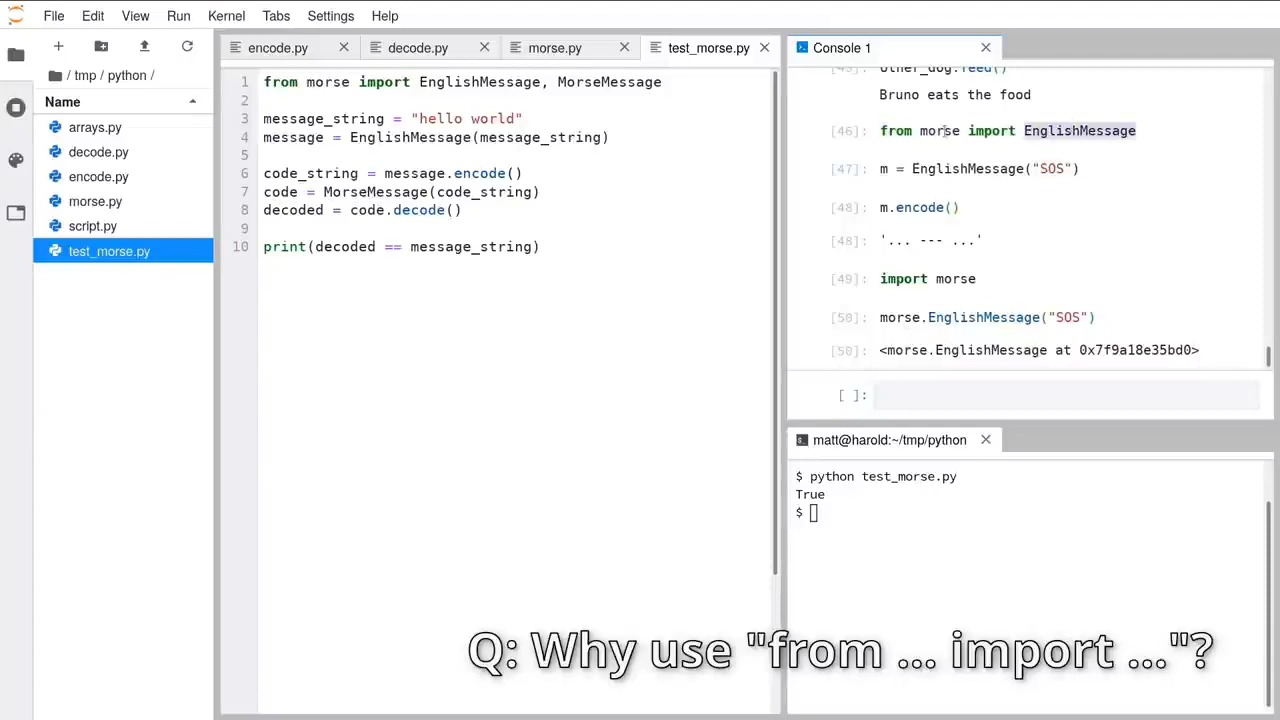 File Edit View Run Kernel Tabs Settings Help
/ tmp / python /
Name
arrays.py
decode.py
encode.py
morse.py
script.py
test_morse.py
encode.py decode.py morse.py test_morse.py
1 from morse import EnglishMessage, MorseMessage
2
3 message_string = "hello world"
4 message = EnglishMessage(message_string)
5
6 code_string = message.encode()
7 code = MorseMessage(code_string)
8 decoded = code.decode()
9
10 print(decoded == message_string)
Console 1
other_dog.feed()
Bruno eats the food
[46]: from morse import EnglishMessage
[47]: m = EnglishMessage("SOS")
[48]: m.encode()
[48]: '... --- ...'
[49]: import morse
[50]: morse.EnglishMessage("SOS")
[50]: <morse.EnglishMessage at 0x7f9a18e35bd0>
[ ]:
matt@harold:~/tmp/python
$ python test_morse.py
True
$
Q: Why use "from ... import ..."?